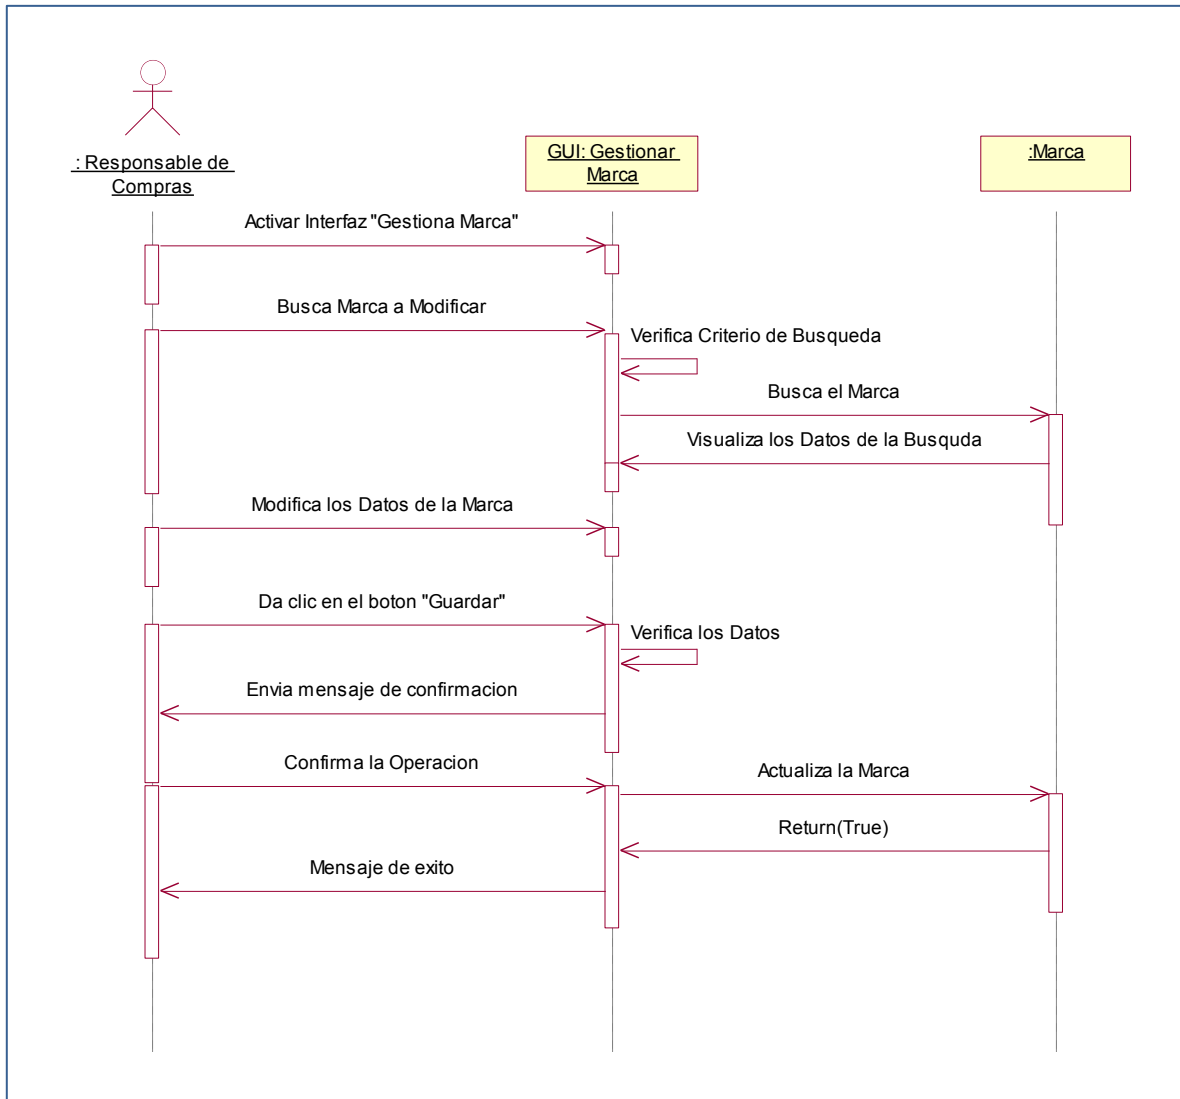 : Responsable de
Compras
GUI: Gestionar
Marca
:Marca
Activar Interfaz "Gestiona Marca"
Busca Marca a Modificar
Verifica Criterio de Busqueda
Busca el Marca
Visualiza los Datos de la Busquda
Modifica los Datos de la Marca
Da clic en el boton "Guardar"
Verifica los Datos
Envia mensaje de confirmacion
Confirma la Operacion
Actualiza la Marca
Return(True)
Mensaje de exito